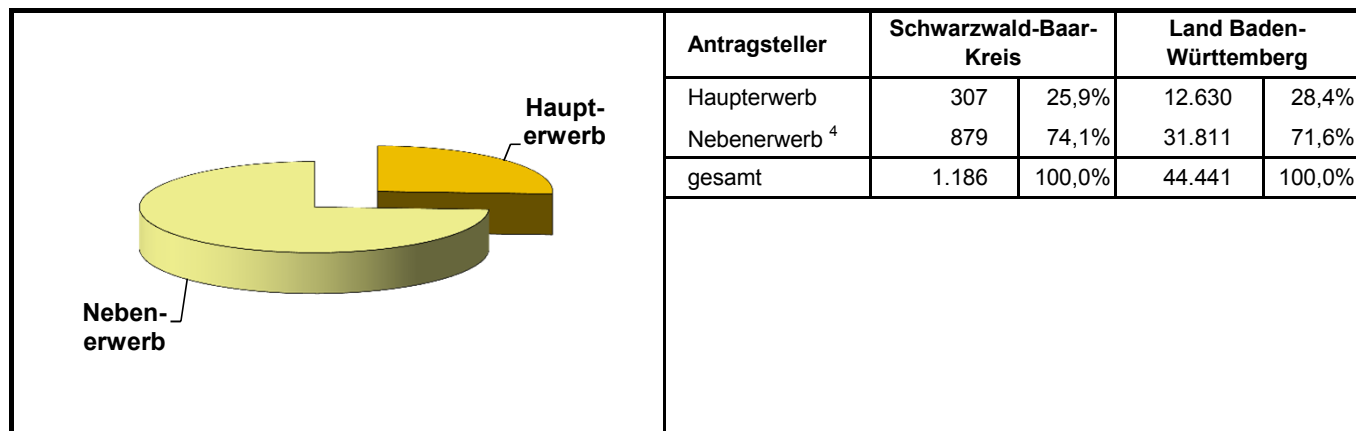 Haupt-
erwerb
Neben-
erwerb
Antragsteller Schwarzwald-Baar- Land Baden-
Kreis Württemberg
Haupterwerb 307 25,9% 12.630 28,4%
Nebenerwerb 4 879 74,1% 31.811 71,6%
gesamt 1.186 100,0% 44.441 100,0%